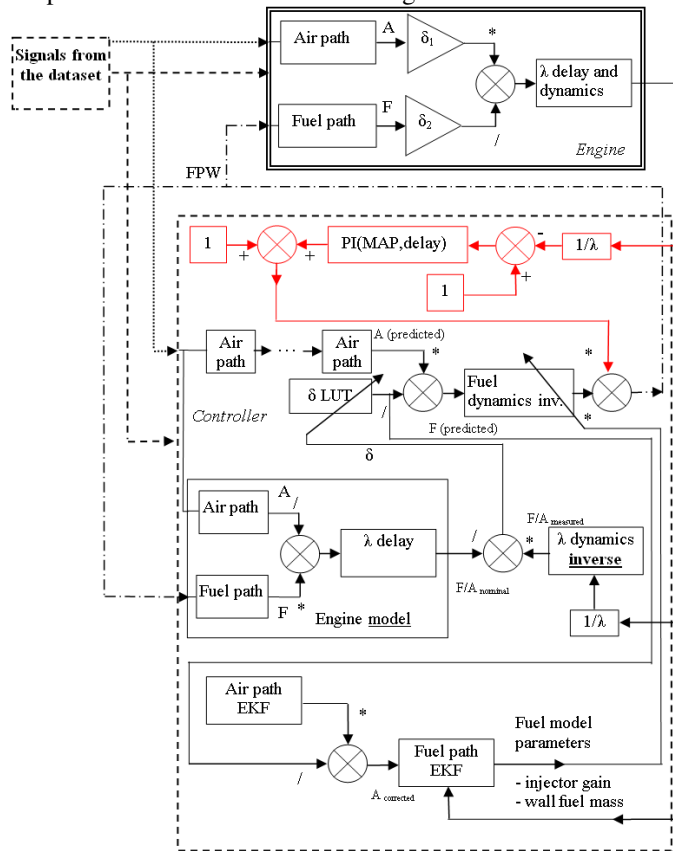 Signals from
the dataset
Air path
A
δ1
*
λ delay and
dynamics
Fuel path
F
δ2
/
Engine
FPW
1
+
+
PI(MAP,delay)
-
1/λ
1
+
Air
path
...
Air
path
A (predicted)
*
*
δ LUT
/
Fuel
dynamics inv.
*
Controller
F (predicted)
δ
Air path
A
/
λ delay
/
F/A measured
*
λ dynamics
inverse
Fuel path
F
*
F/A nominal
Engine model
1/λ
Air path
EKF
*
Fuel model
parameters
Fuel path
EKF
/
A corrected
- injector gain
- wall fuel mass